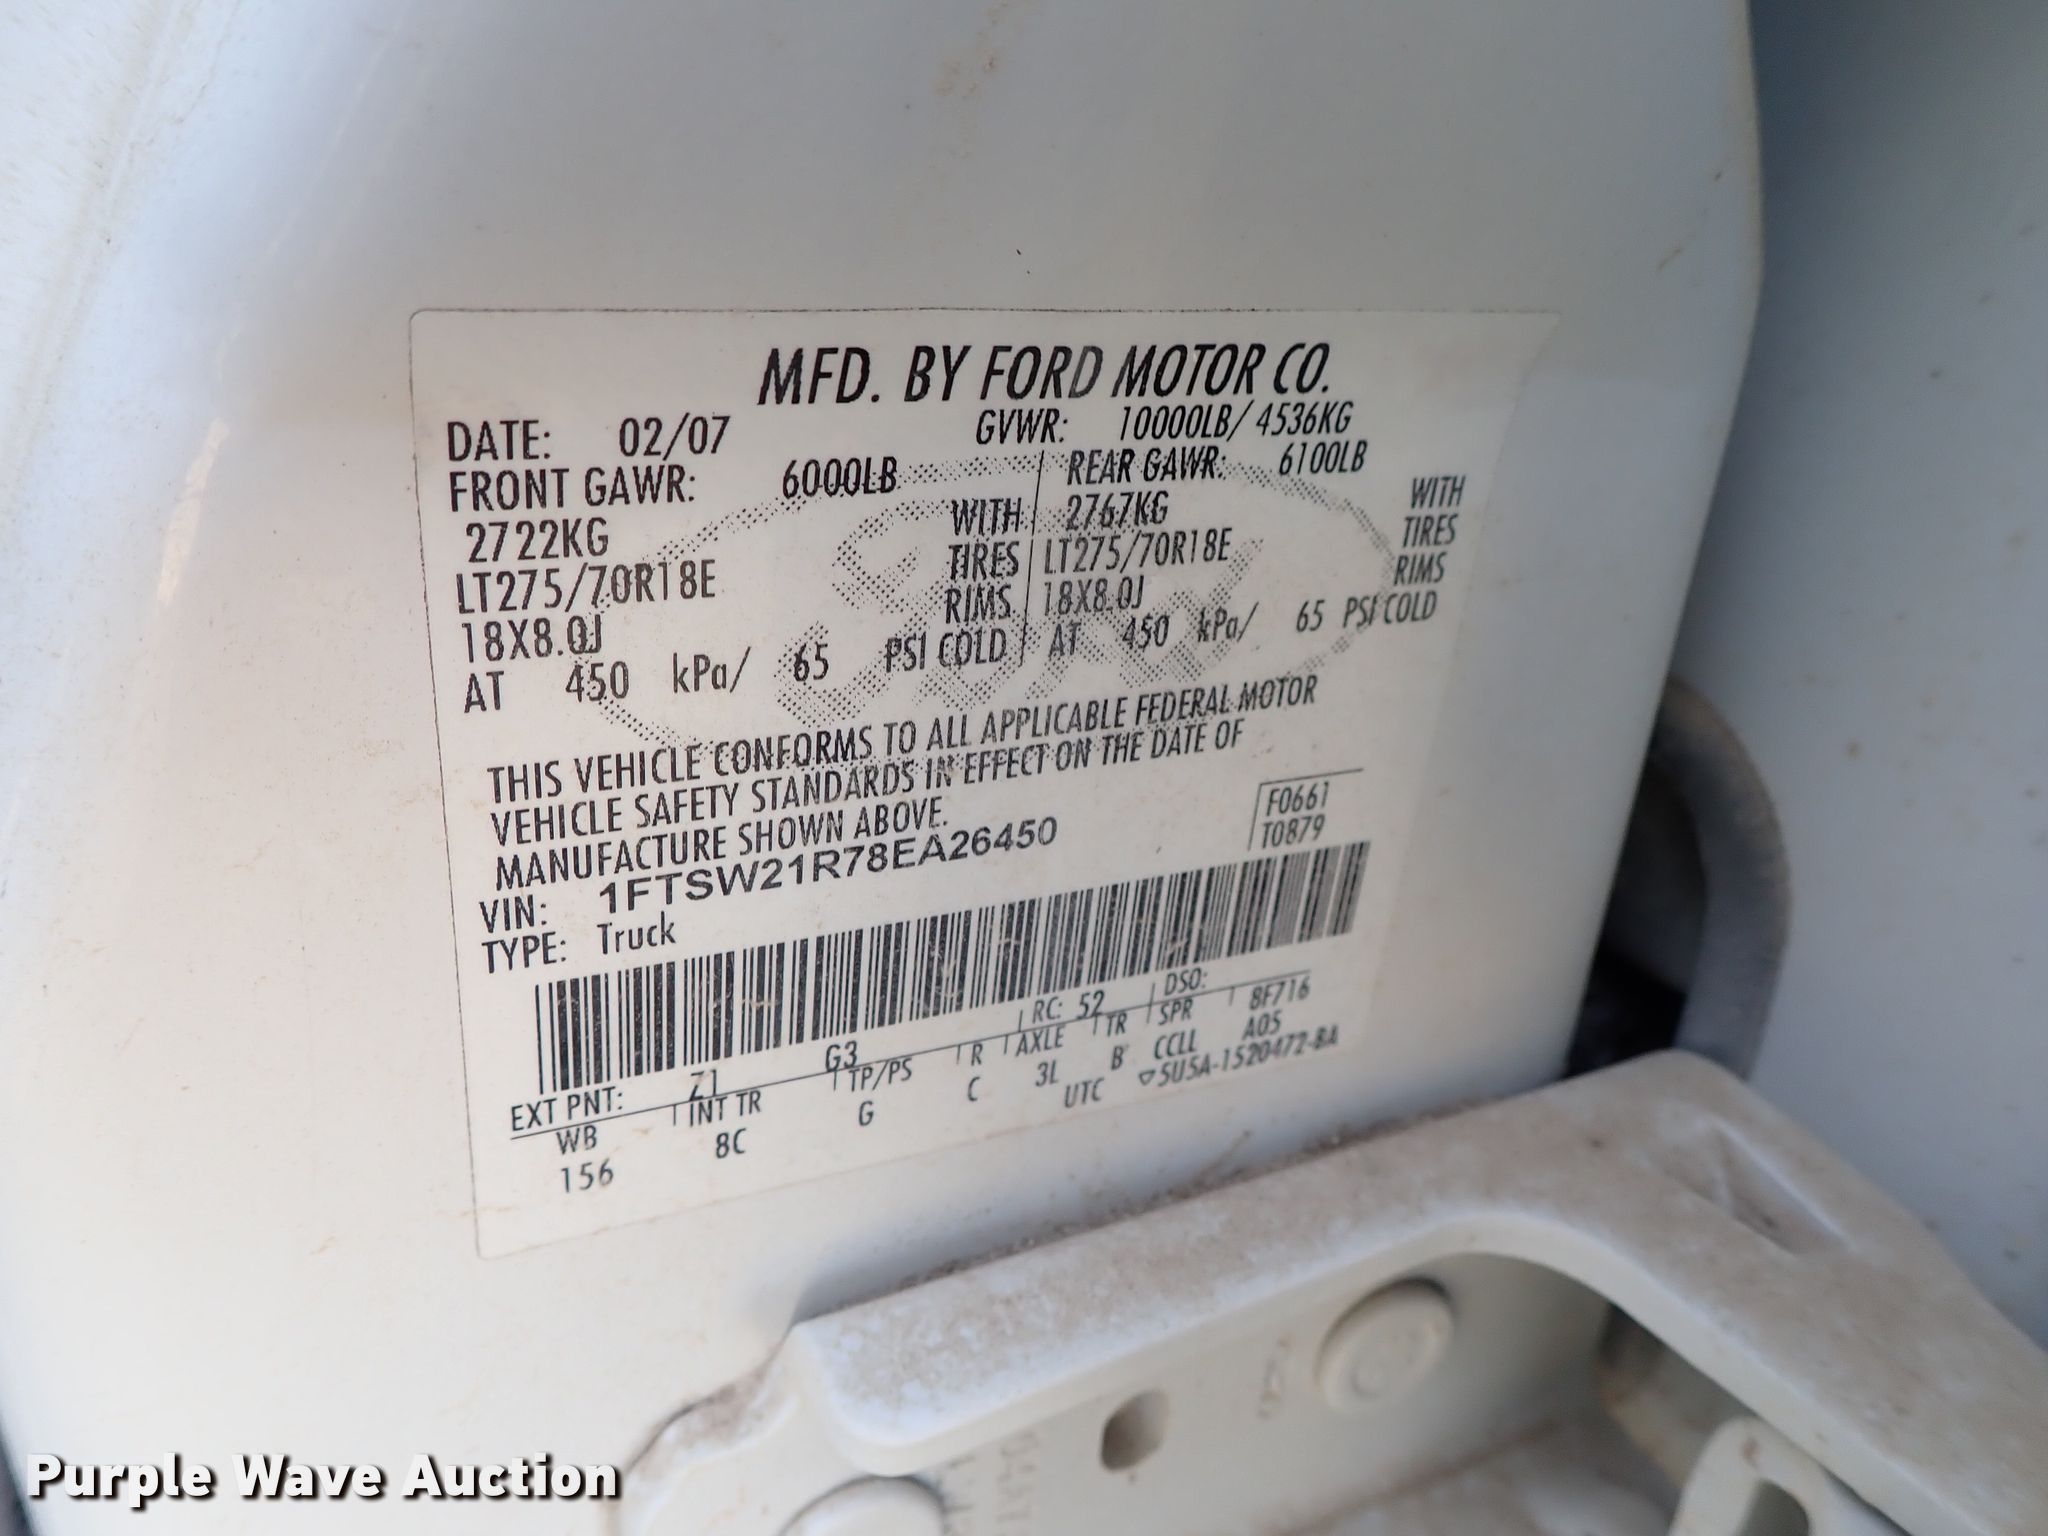 MFD. BY FORD MOTOR CO.
DATE: 02/07 GVWR: 10000LB/ 4536KG
FRONT GAWR: 6000LB REAR GAWR: 6100LB
2722KG WITH 2767KG WITH
LT275/70R18E TIRES LT275/70R18E TIRES
18X8.0J RIMS 18X8.0J RIMS
AT 450 kPa/ 65 PSI COLD AT 450 kPa/ 65 PSI COLD
THIS VEHICLE CONFORMS TO ALL APPLICABLE FEDERAL MOTOR
VEHICLE SAFETY STANDARDS IN EFFECT ON THE DATE OF
MANUFACTURE SHOWN ABOVE.
F0661
T0879
VIN: 1FTSW21R78EA26450
TYPE: Truck
EXT PNT: Z1 G3 RC: 52 DSO:
WB INT TR TP/PS R AXLE TR SPR 8F716
156 8C G C 3L B CCLL A05
UTC ▽5U5A-1520472-BA
Purple Wave Auction